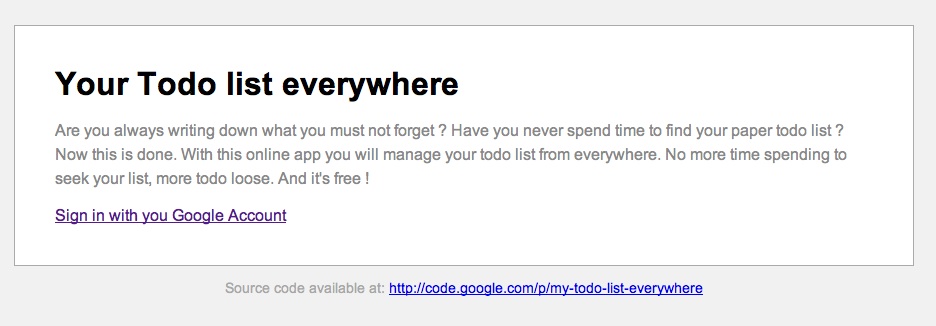 Your Todo list everywhere
Are you always writing down what you must not forget ? Have you never spend time to find your paper todo list ?
Now this is done. With this online app you will manage your todo list from everywhere. No more time spending to
seek your list, more todo loose. And it's free !
Sign in with you Google Account
Source code available at: http://code.google.com/p/my-todo-list-everywhere